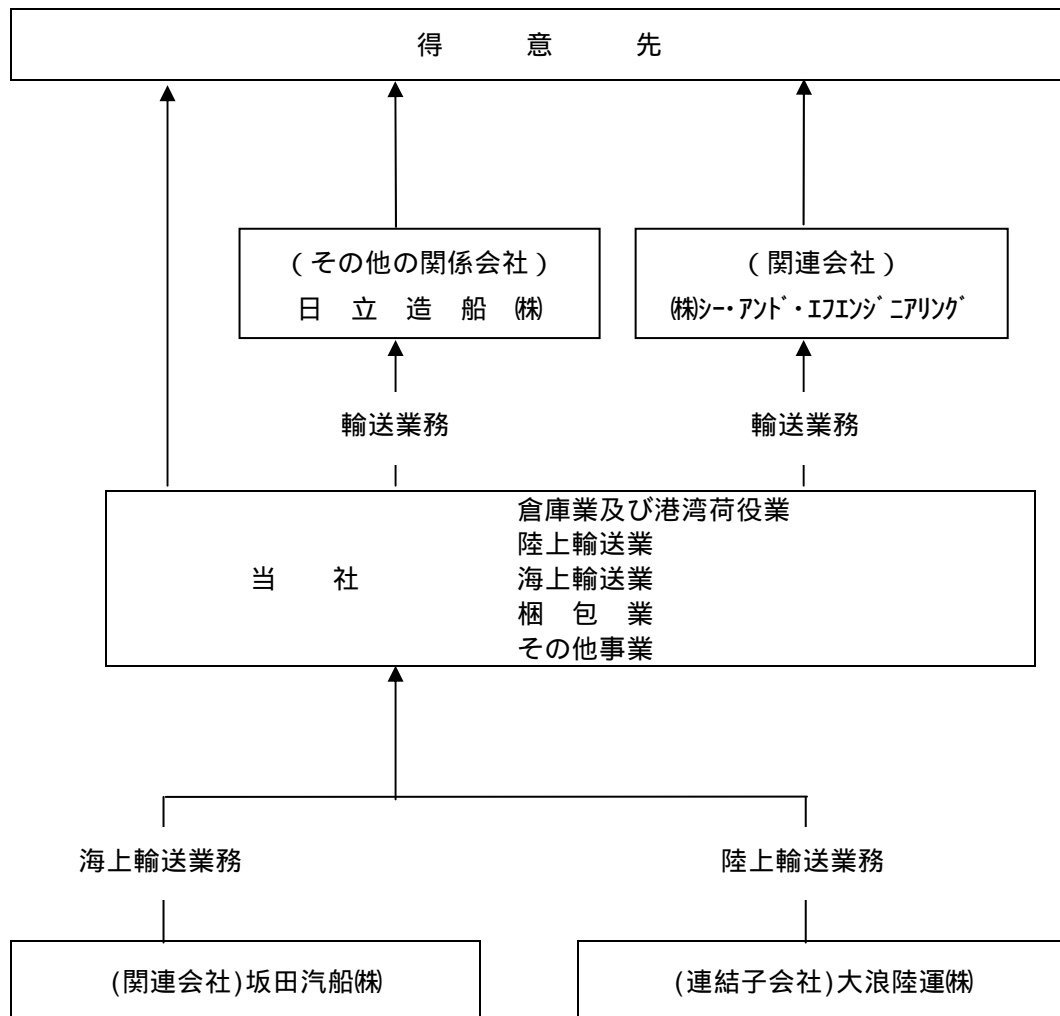 得 意 先
(その他の関係会社)
日 立 造 船 ㈱
(関連会社)
㈱シー・アンド・エフエンジニアリング
輸送業務
輸送業務
当 社
倉庫業及び港湾荷役業
陸上輸送業
海上輸送業
梱 包 業
その他事業
海上輸送業務
陸上輸送業務
(関連会社)坂田汽船㈱
(連結子会社)大浪陸運㈱